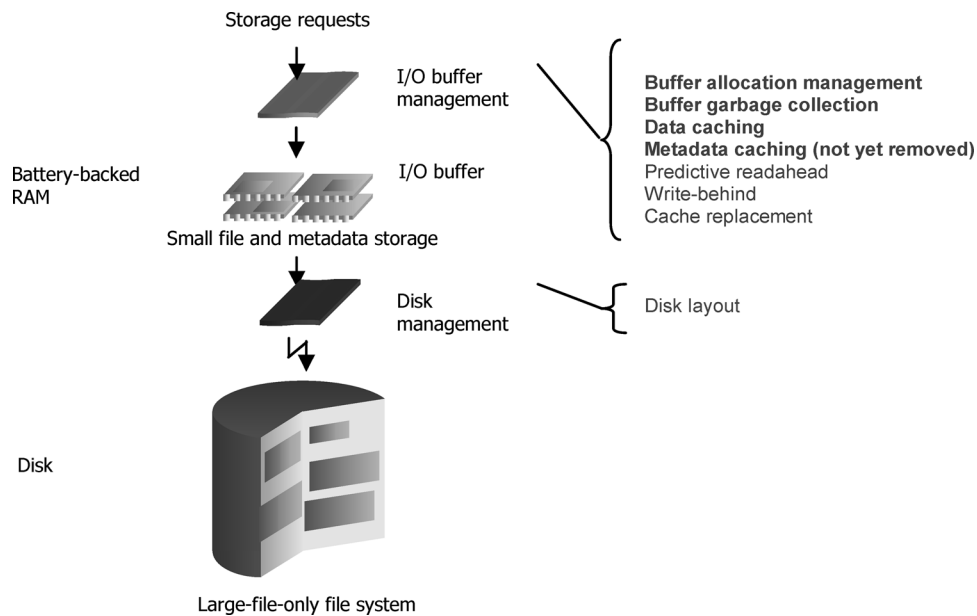 Storage requests
I/O buffer
management
Buffer allocation management
Buffer garbage collection
Data caching
Metadata caching (not yet removed)
Predictive readahead
Write-behind
Cache replacement
Battery-backed
RAM
I/O buffer
Small file and metadata storage
Disk
management
Disk layout
Disk
Large-file-only file system